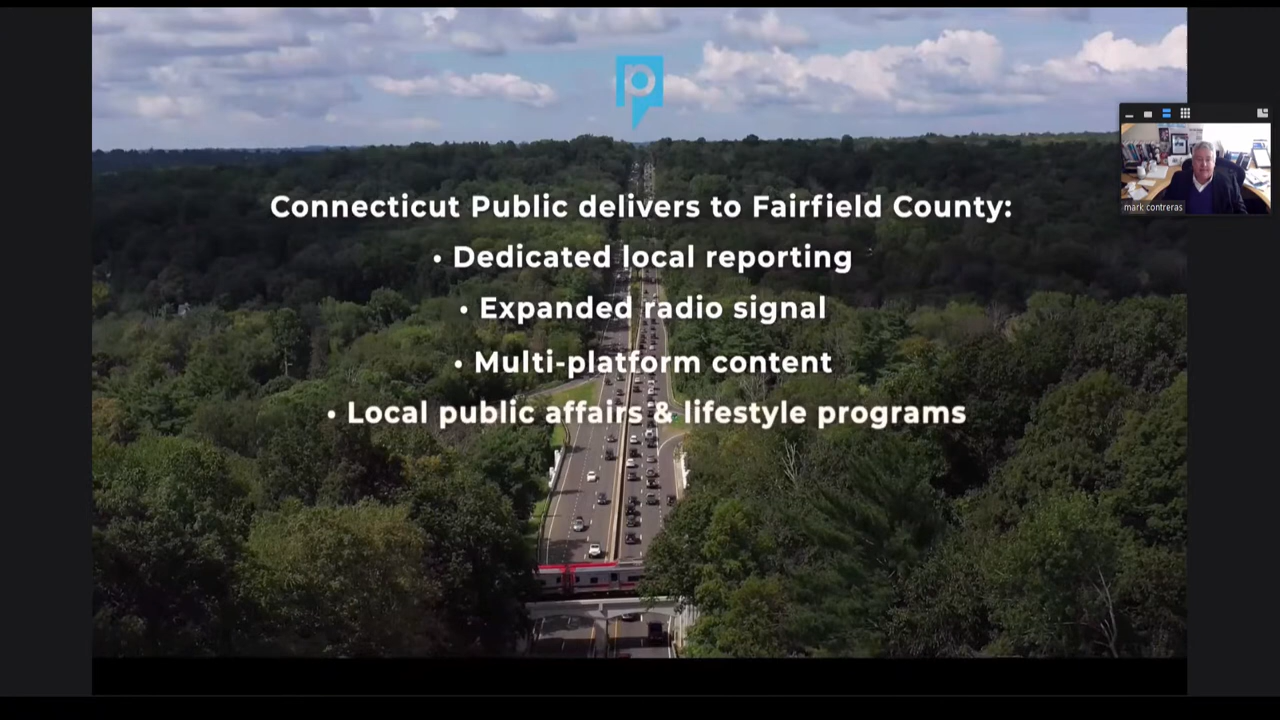 p
Connecticut Public delivers to Fairfield County:
• Dedicated local reporting
• Expanded radio signal
• Multi-platform content
• Local public affairs & lifestyle programs
mark contreras